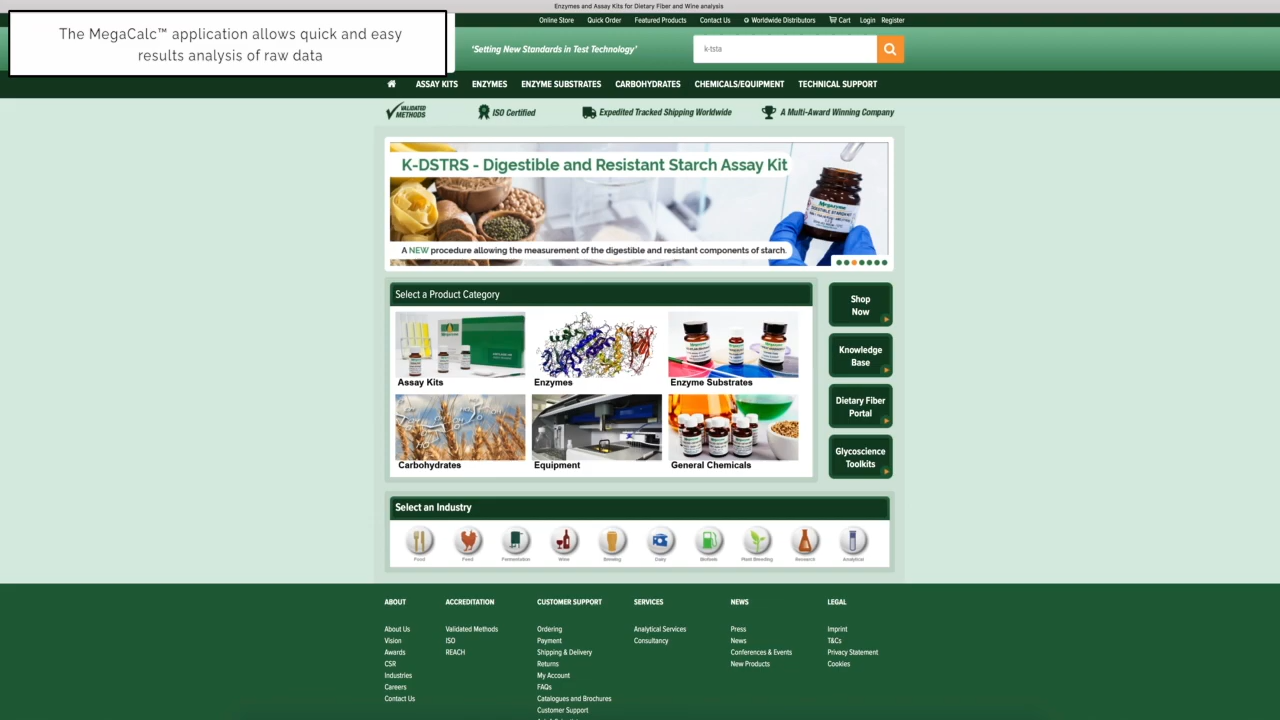 Enzymes and Assay Kits for Dietary Fiber and Wine analysis
The MegaCalc™ application allows quick and easy
results analysis of raw data
Online Store Quick Order Featured Products Contact Us Worldwide Distributors Cart Login Register
'Setting New Standards in Test Technology'
k-tsta
ASSAY KITS ENZYMES ENZYME SUBSTRATES CARBOHYDRATES CHEMICALS/EQUIPMENT TECHNICAL SUPPORT
VALIDATED METHODS ISO Certified Expedited Tracked Shipping Worldwide A Multi-Award Winning Company
K-DSTRS - Digestible and Resistant Starch Assay Kit
Megazyme
A NEW procedure allowing the measurement of the digestible and resistant components of starch.
Select a Product Category
Assay Kits Enzymes Enzyme Substrates
Carbohydrates Equipment General Chemicals
Shop
Now
Knowledge
Base
Dietary Fiber
Portal
Glycoscience
Toolkits
Select an Industry
Food Feed Fermentation Wine Brewing Dairy Biofuels Plant Breeding Research Analytical
ABOUT ACCREDITATION CUSTOMER SUPPORT SERVICES NEWS LEGAL
About Us Validated Methods Ordering Analytical Services Press Imprint
Vision ISO Payment Consultancy News T&Cs
Awards REACH Shipping & Delivery Conferences & Events Privacy Statement
CSR Returns New Products Cookies
Industries My Account
Careers FAQs
Contact Us Catalogues and Brochures
Customer Support